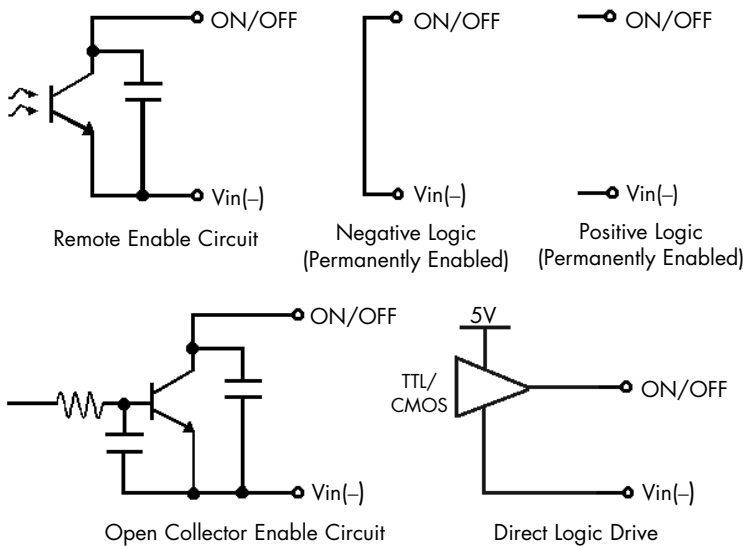 ON/OFF
Vin(–)
Remote Enable Circuit
ON/OFF
Vin(–)
Negative Logic
(Permanently Enabled)
ON/OFF
Vin(–)
Positive Logic
(Permanently Enabled)
ON/OFF
Vin(–)
Open Collector Enable Circuit
5V
TTL/
CMOS
ON/OFF
Vin(–)
Direct Logic Drive